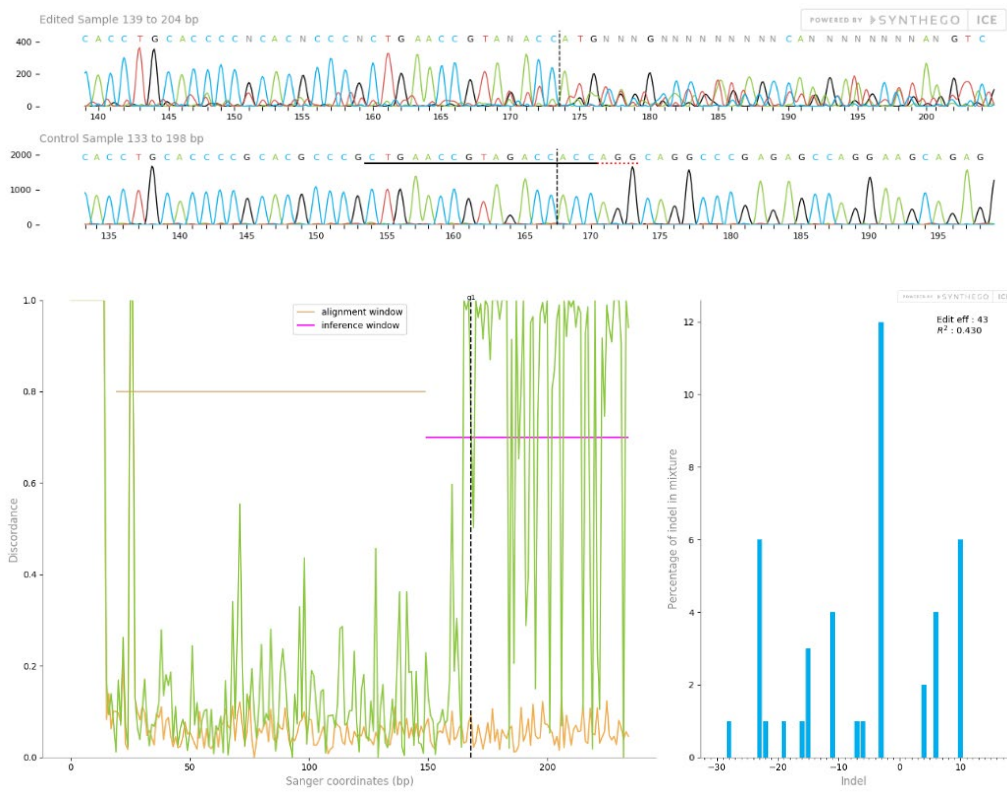 Edited Sample 139 to 204 bp
POWERED BY SYNTHEGO ICE
C A C C T G C A C C C C N C A C N C C C N C T G A A C C G T A N A C C A T G N N N G N N N N N N N N N C A N N N N N N N A N G T C
400
200
0
140 145 150 155 160 165 170 175 180 185 190 195 200
Control Sample 133 to 198 bp
C A C C T G C A C C C C G C A C G C C C G C T G A A C C G T A G A C C A C C A G G C A G G C C C G A G A G C C A G G A A G C A G A G
2000
1000
0
135 140 145 150 155 160 165 170 175 180 185 190 195
g1
alignment window
inference window
1.0
0.8
0.6
0.4
0.2
0.0
Discordance
0 50 100 150 200
Sanger coordinates (bp)
POWERED BY SYNTHEGO ICE
Edit eff : 43
R² : 0.430
12
10
8
6
4
2
0
Percentage of indel in mixture
−30 −20 −10 0 10
Indel